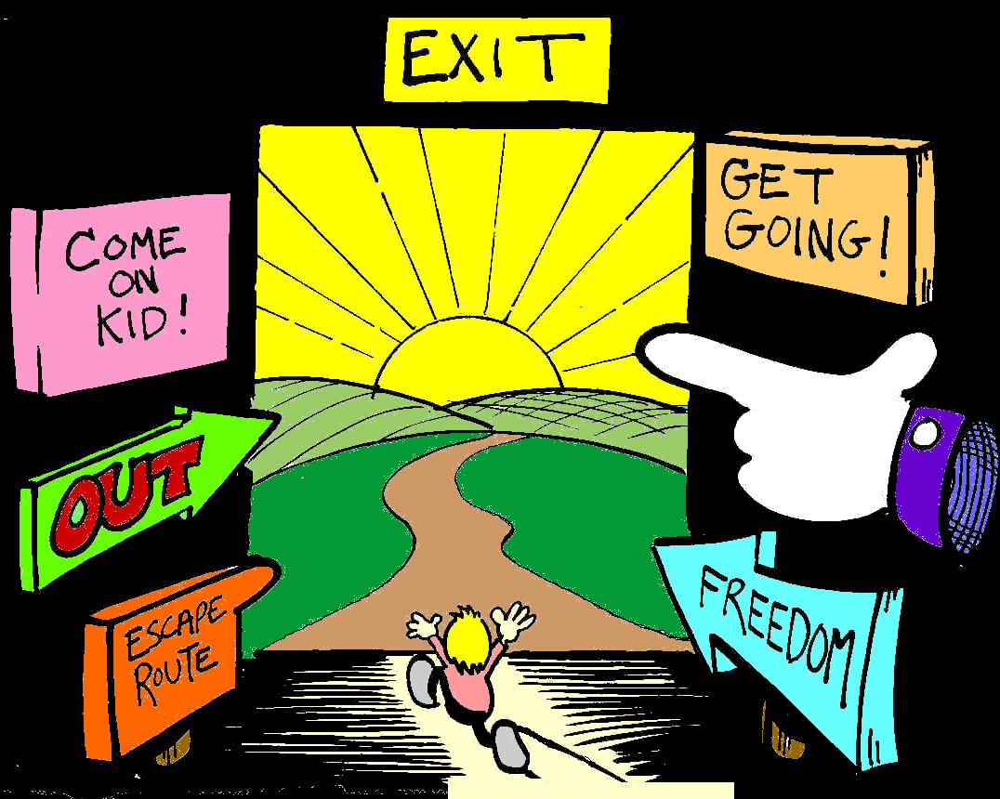 EXIT
GET
GOING!
COME
ON
KID!
OUT
ESCAPE
ROUTE
FREEDOM